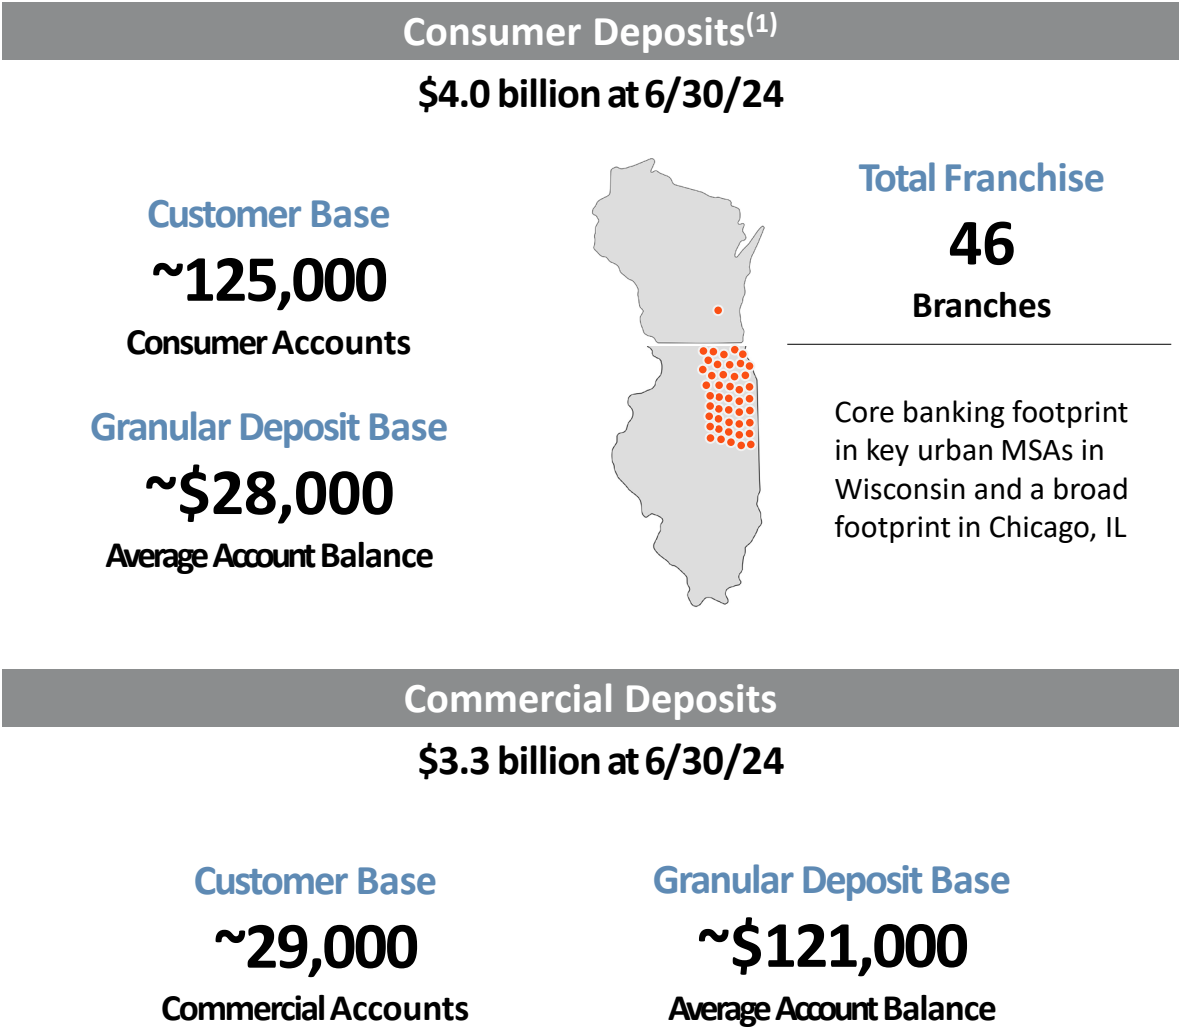 Consumer Deposits(1)
$4.0 billion at 6/30/24
Customer Base
~125,000
Consumer Accounts
Granular Deposit Base
~$28,000
Average Account Balance
Total Franchise
46
Branches
Core banking footprint
in key urban MSAs in
Wisconsin and a broad
footprint in Chicago, IL
Commercial Deposits
$3.3 billion at 6/30/24
Customer Base
~29,000
Commercial Accounts
Granular Deposit Base
~$121,000
Average Account Balance